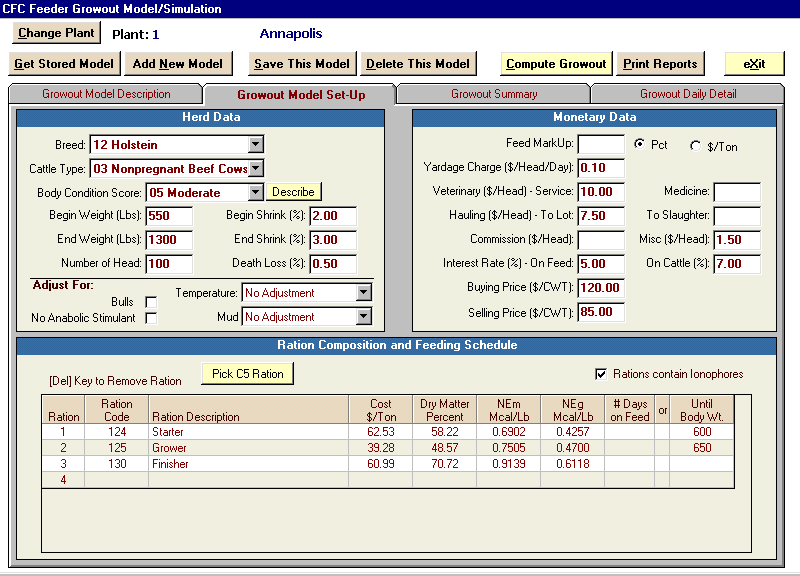 CFC Feeder Growout Model/Simulation
Change Plant Plant: 1 Annapolis
Get Stored Model Add New Model Save This Model Delete This Model Compute Growout Print Reports eXit
Growout Model Description Growout Model Set-Up Growout Summary Growout Daily Detail
Herd Data
Breed: 12 Holstein
Cattle Type: 03 Nonpregnant Beef Cows
Body Condition Score: 05 Moderate Describe
Begin Weight (Lbs): 550 Begin Shrink (%): 2.00
End Weight (Lbs): 1300 End Shrink (%): 3.00
Number of Head: 100 Death Loss (%): 0.50
Adjust For:
Bulls Temperature: No Adjustment
No Anabolic Stimulant Mud No Adjustment
Monetary Data
Feed MarkUp: Pct $/Ton
Yardage Charge ($/Head/Day): 0.10
Veterinary ($/Head) - Service: 10.00 Medicine:
Hauling ($/Head) - To Lot: 7.50 To Slaughter:
Commission ($/Head): Misc ($/Head): 1.50
Interest Rate (%) - On Feed: 5.00 On Cattle (%): 7.00
Buying Price ($/CWT): 120.00
Selling Price ($/CWT): 85.00
Ration Composition and Feeding Schedule
[Del] Key to Remove Ration Pick C5 Ration Rations contain Ionophores
Ration Cost Dry Matter NEm NEg # Days Until
Ration Code Ration Description $/Ton Percent Mcal/Lb Mcal/Lb on Feed or Body Wt.
1 124 Starter 62.53 58.22 0.6902 0.4257 600
2 125 Grower 39.28 48.57 0.7505 0.4700 650
3 130 Finisher 60.99 70.72 0.9139 0.6118
4